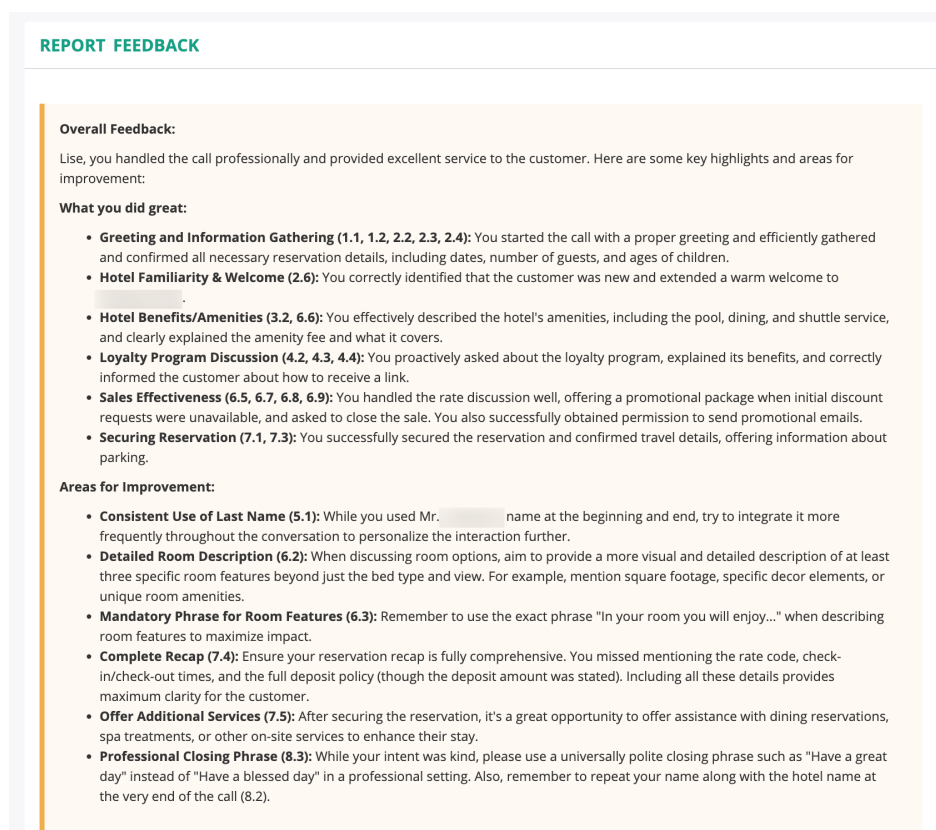 REPORT FEEDBACK
Overall Feedback:
Lise, you handled the call professionally and provided excellent service to the customer. Here are some key highlights and areas for
improvement:
What you did great:
• Greeting and Information Gathering (1.1, 1.2, 2.2, 2.3, 2.4): You started the call with a proper greeting and efficiently gathered
and confirmed all necessary reservation details, including dates, number of guests, and ages of children.
• Hotel Familiarity & Welcome (2.6): You correctly identified that the customer was new and extended a warm welcome to
.
• Hotel Benefits/Amenities (3.2, 6.6): You effectively described the hotel's amenities, including the pool, dining, and shuttle service,
and clearly explained the amenity fee and what it covers.
• Loyalty Program Discussion (4.2, 4.3, 4.4): You proactively asked about the loyalty program, explained its benefits, and correctly
informed the customer about how to receive a link.
• Sales Effectiveness (6.5, 6.7, 6.8, 6.9): You handled the rate discussion well, offering a promotional package when initial discount
requests were unavailable, and asked to close the sale. You also successfully obtained permission to send promotional emails.
• Securing Reservation (7.1, 7.3): You successfully secured the reservation and confirmed travel details, offering information about
parking.
Areas for Improvement:
• Consistent Use of Last Name (5.1): While you used Mr. name at the beginning and end, try to integrate it more
frequently throughout the conversation to personalize the interaction further.
• Detailed Room Description (6.2): When discussing room options, aim to provide a more visual and detailed description of at least
three specific room features beyond just the bed type and view. For example, mention square footage, specific decor elements, or
unique room amenities.
• Mandatory Phrase for Room Features (6.3): Remember to use the exact phrase "In your room you will enjoy..." when describing
room features to maximize impact.
• Complete Recap (7.4): Ensure your reservation recap is fully comprehensive. You missed mentioning the rate code, check-
in/check-out times, and the full deposit policy (though the deposit amount was stated). Including all these details provides
maximum clarity for the customer.
• Offer Additional Services (7.5): After securing the reservation, it's a great opportunity to offer assistance with dining reservations,
spa treatments, or other on-site services to enhance their stay.
• Professional Closing Phrase (8.3): While your intent was kind, please use a universally polite closing phrase such as "Have a great
day" instead of "Have a blessed day" in a professional setting. Also, remember to repeat your name along with the hotel name at
the very end of the call (8.2).